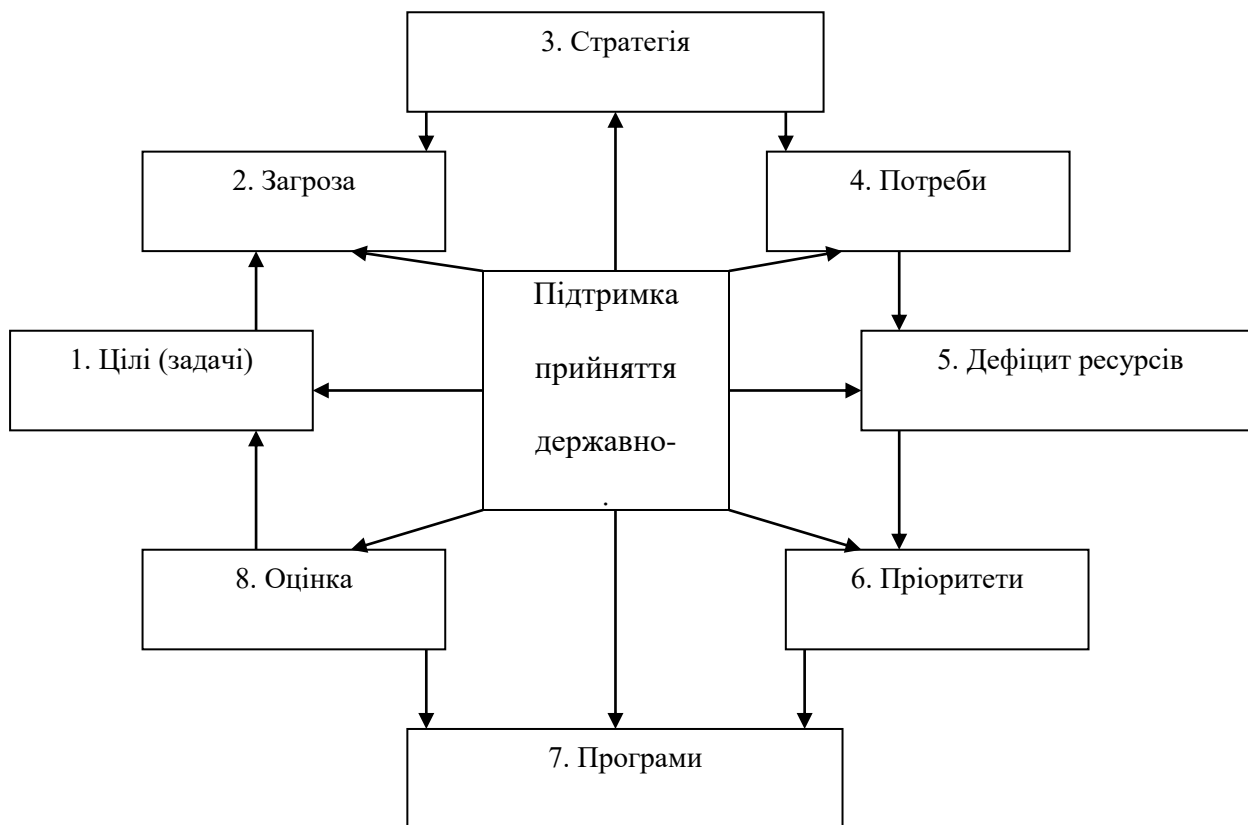 3. Стратегія
2. Загроза
4. Потреби
Підтримка
прийняття
державно-
.
1. Цілі (задачі)
5. Дефіцит ресурсів
8. Оцінка
6. Пріоритети
7. Програми